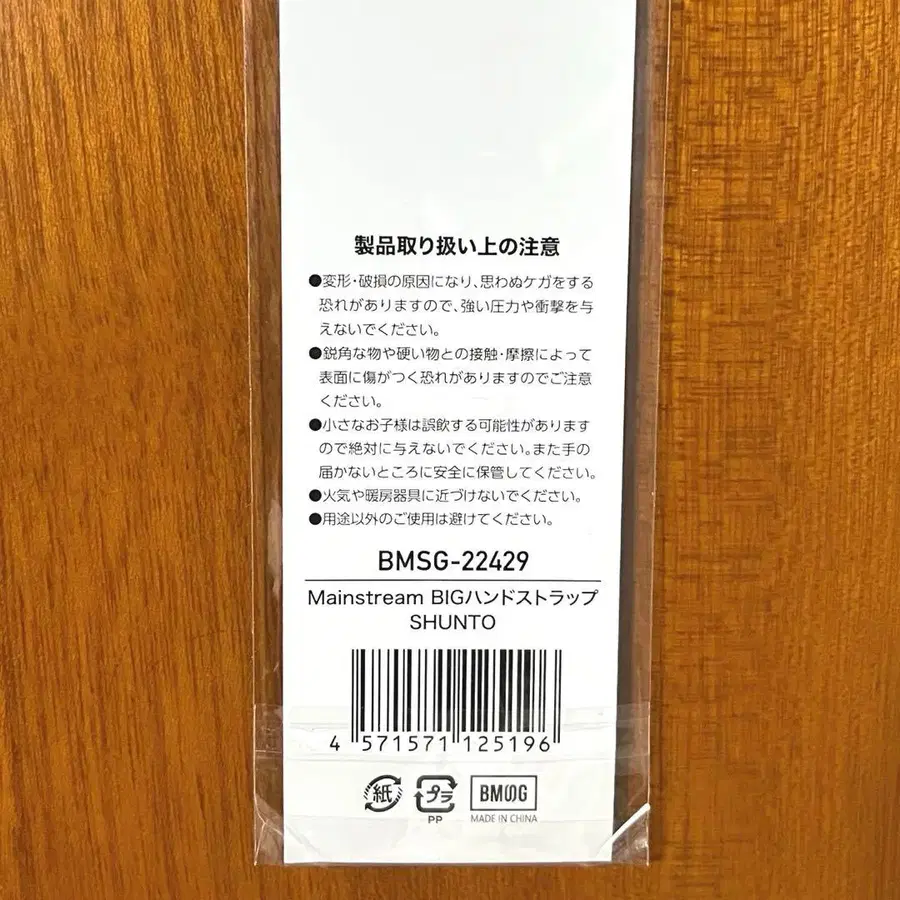 製品取り扱い上の注意
●変形・破損の原因になり、思わぬケガをする
恐れがありますので、強い圧力や衝撃を与
えないでください。
●鋭角な物や硬い物との接触・摩擦によって
表面に傷がつく恐れがありますのでご注意
ください。
●小さなお子様は誤飲する可能性があります
ので絶対に与えないでください。また手の
届かないところに安全に保管してください。
●火気や暖房器具に近づけないでください。
●用途以外のご使用は避けてください。
BMSG-22429
Mainstream BIGハンドストラップ
SHUNTO
4 571571 125196
紙 プラ BMSG
PP MADE IN CHINA